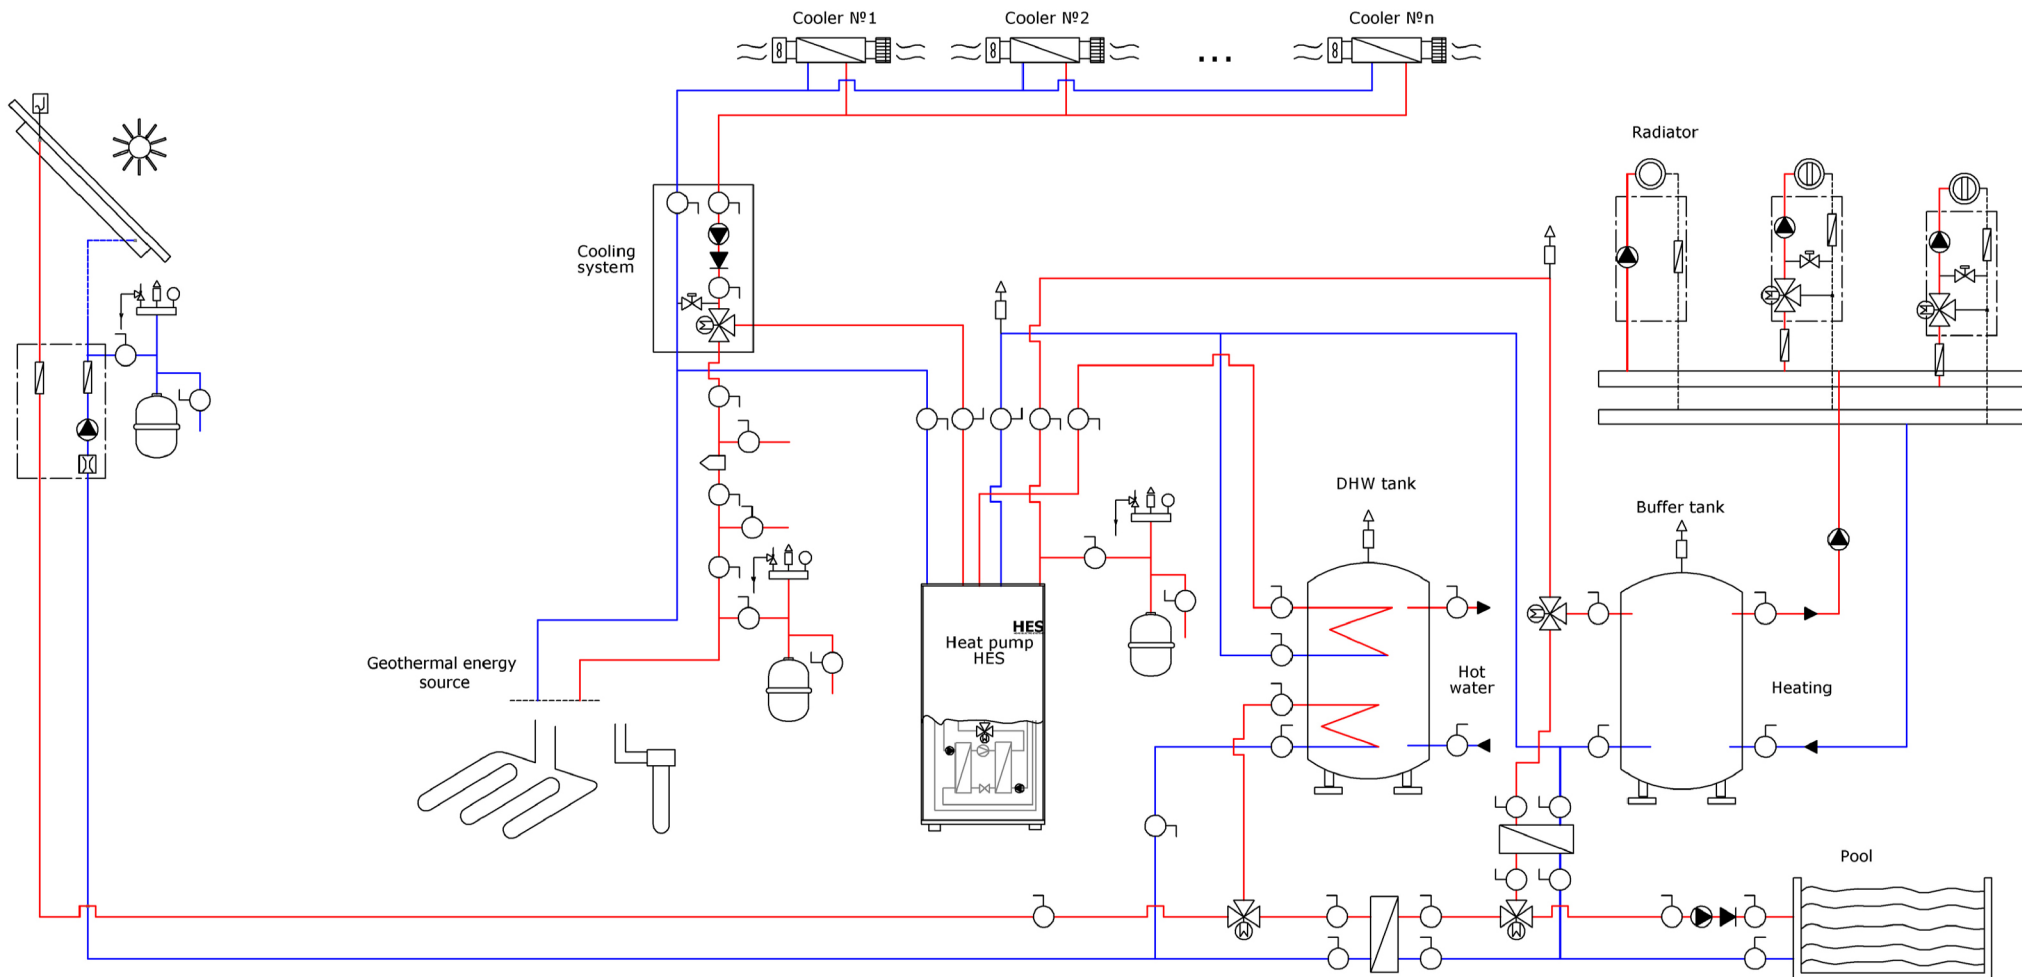 Cooler №1
Cooler №2
Cooler №n
...
Radiator
Cooling
system
DHW tank
Buffer tank
HES
Heat pump
HES
Geothermal energy
source
Hot
water
Heating
Pool